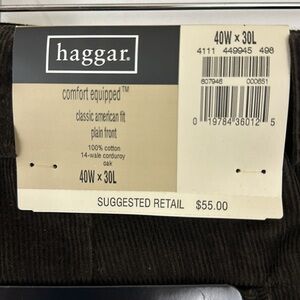 haggar.
comfort equipped™
classic american fit
plain front
100% cotton
14-wale corduroy
oak
40W x 30L
40W x 30L
4111 449945 498
607946 000651
0 19784 36012 5
SUGGESTED RETAIL $55.00